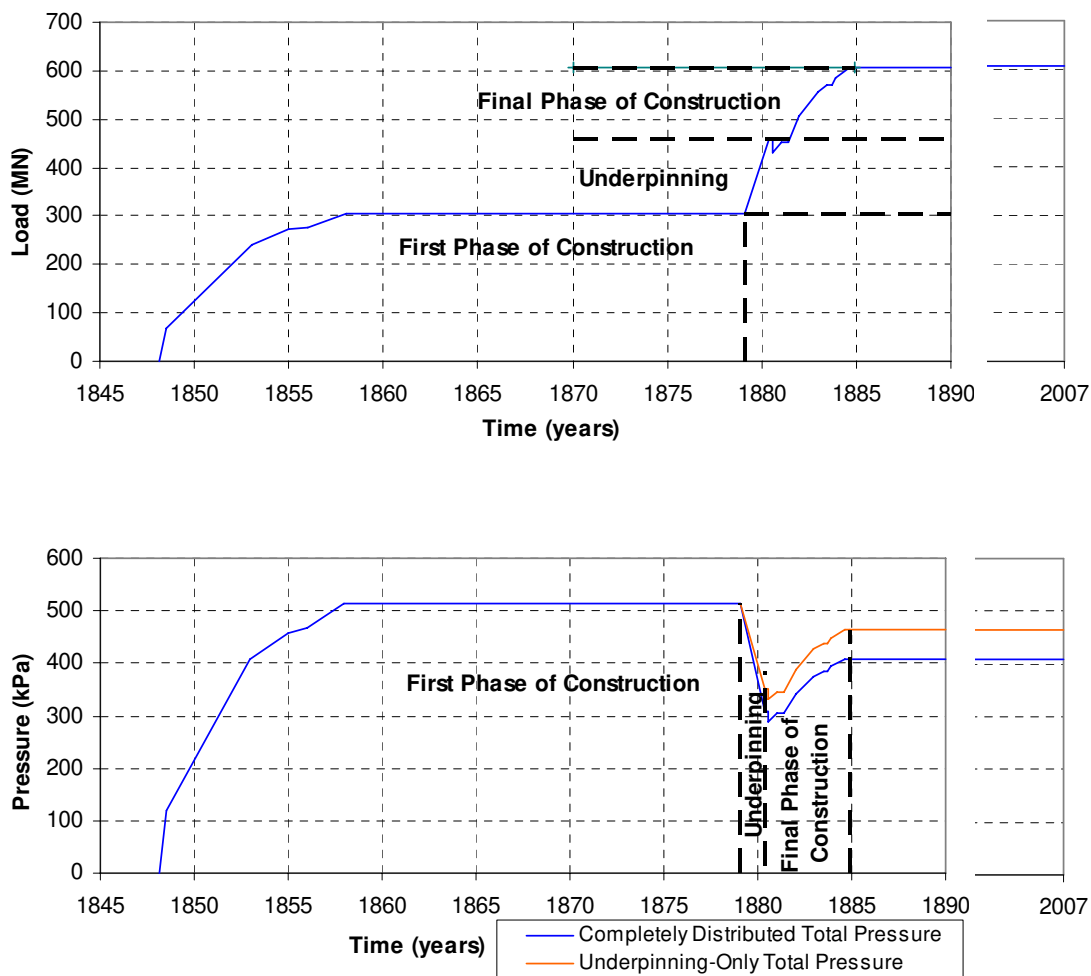 700
600
500
400
300
200
100
0
Load (MN)
Final Phase of Construction
Underpinning
First Phase of Construction
1845 1850 1855 1860 1865 1870 1875 1880 1885 1890 2007
Time (years)
600
500
400
300
200
100
0
Pressure (kPa)
First Phase of Construction
Underpinning
Final Phase of
Construction
1845 1850 1855 1860 1865 1870 1875 1880 1885 1890 2007
Time (years)
Completely Distributed Total Pressure
Underpinning-Only Total Pressure